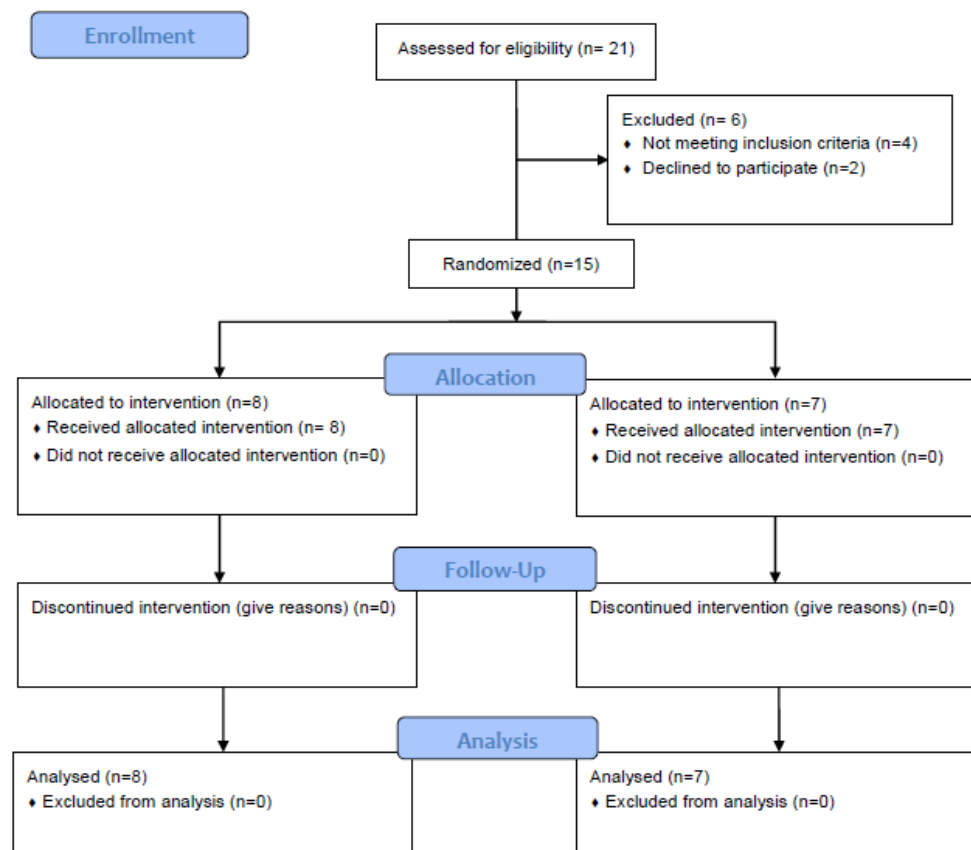 Enrollment
Assessed for eligibility (n= 21)
Excluded (n= 6)
♦ Not meeting inclusion criteria (n=4)
♦ Declined to participate (n=2)
Randomized (n=15)
Allocation
Allocated to intervention (n=8)
♦ Received allocated intervention (n= 8)
♦ Did not receive allocated intervention (n=0)
Allocated to intervention (n=7)
♦ Received allocated intervention (n=7)
♦ Did not receive allocated intervention (n=0)
Follow-Up
Discontinued intervention (give reasons) (n=0)
Discontinued intervention (give reasons) (n=0)
Analysis
Analysed (n=8)
♦ Excluded from analysis (n=0)
Analysed (n=7)
♦ Excluded from analysis (n=0)